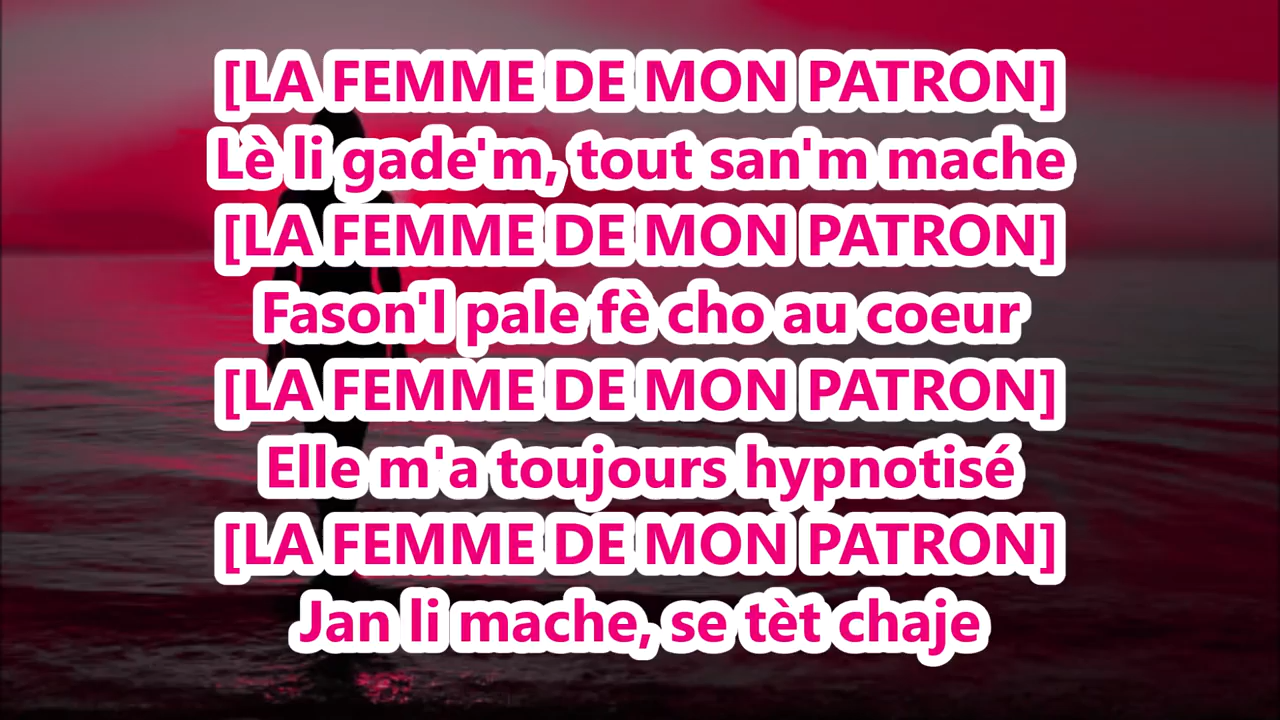 [LA FEMME DE MON PATRON]
Lè li gade'm, tout san'm mache
[LA FEMME DE MON PATRON]
Fason'l pale fè cho au coeur
[LA FEMME DE MON PATRON]
Elle m'a toujours hypnotisé
[LA FEMME DE MON PATRON]
Jan li mache, se tèt chaje